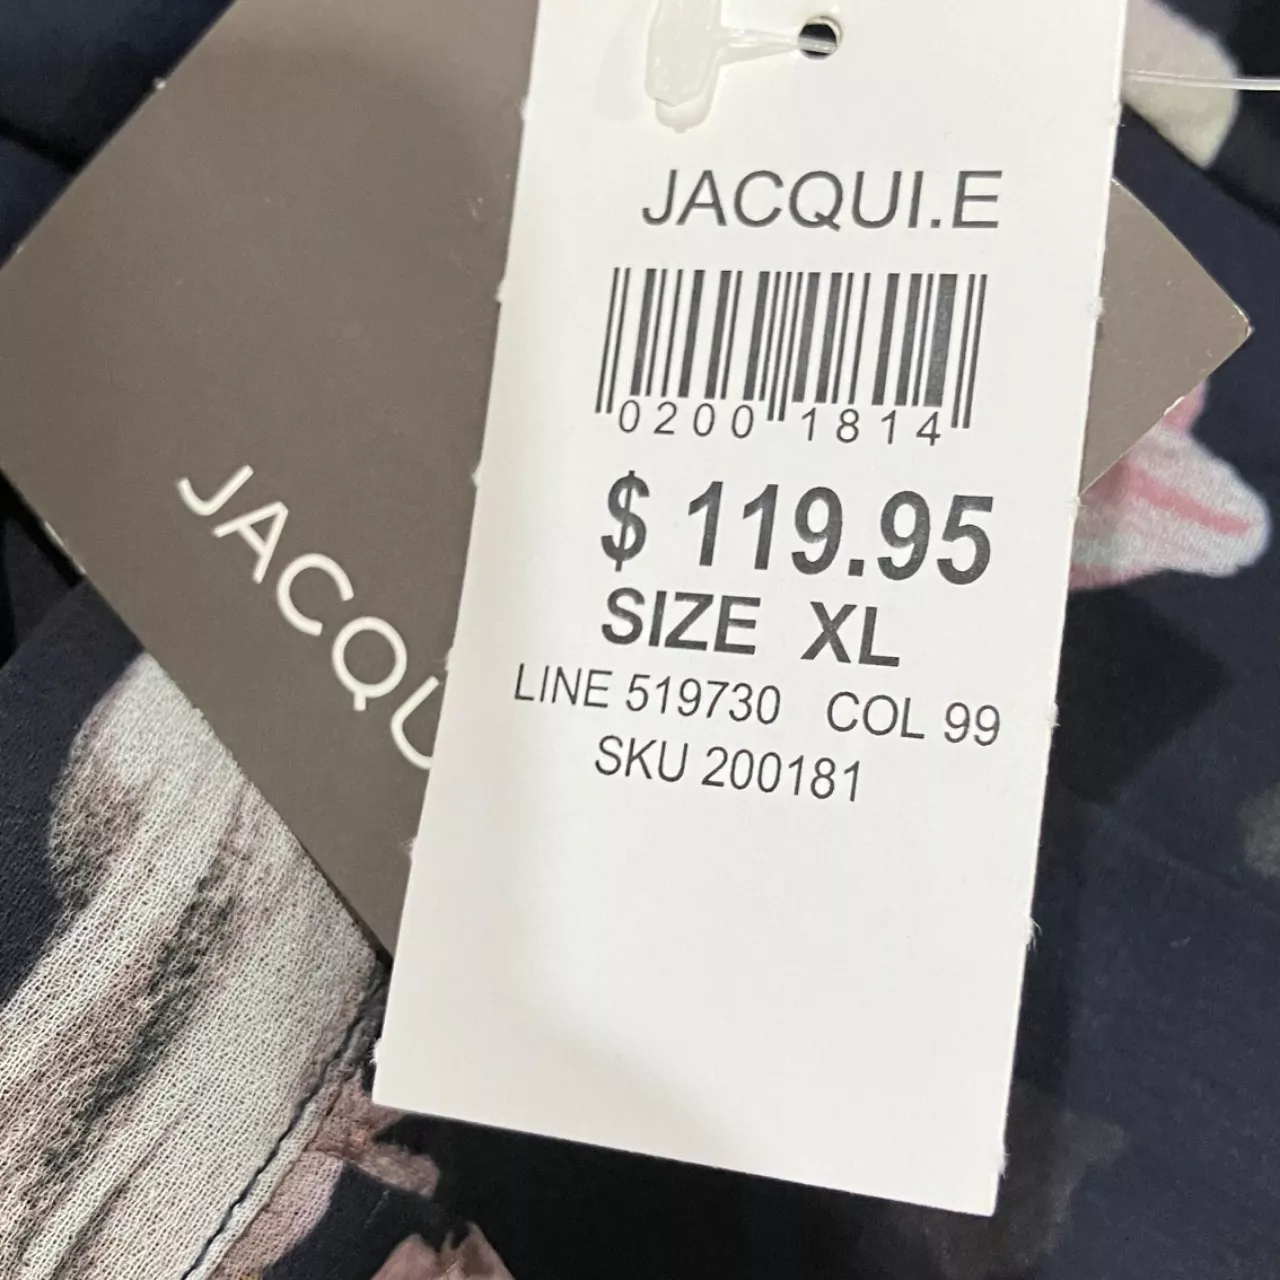 JACQUI.E
0200 1814
$ 119.95
SIZE XL
LINE 519730 COL 99
SKU 200181
JACQU